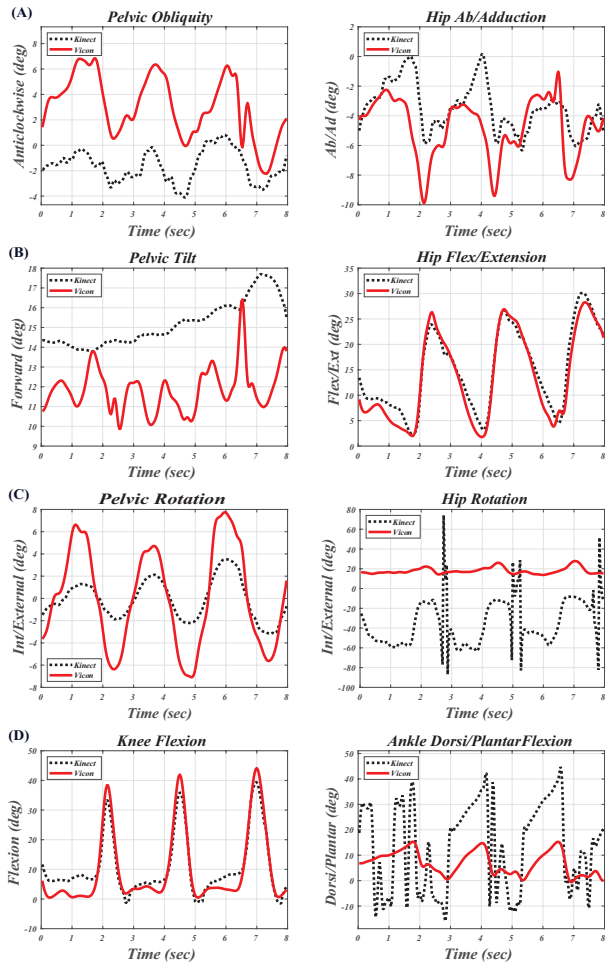 (A)
Pelvic Obliquity
Kinect
Vicon
Anticlockwise (deg)
8
6
4
2
0
-2
-4
0 1 2 3 4 5 6 7 8
Time (sec)
Hip Ab/Adduction
Kinect
Vicon
Ab/Ad (deg)
0
-2
-4
-6
-8
-10
0 1 2 3 4 5 6 7 8
Time (sec)
(B)
Pelvic Tilt
Kinect
Vicon
Forward (deg)
18
17
16
15
14
13
12
11
10
9
0 1 2 3 4 5 6 7 8
Time (sec)
Hip Flex/Extension
Kinect
Vicon
Flex/Ext (deg)
35
30
25
20
15
10
5
0
0 1 2 3 4 5 6 7 8
Time (sec)
(C)
Pelvic Rotation
Kinect
Vicon
Int/External (deg)
8
6
4
2
0
-2
-4
-6
-8
0 1 2 3 4 5 6 7 8
Time (sec)
Hip Rotation
Kinect
Vicon
Int/External (deg)
80
60
40
20
0
-20
-40
-60
-80
-100
0 1 2 3 4 5 6 7 8
Time (sec)
(D)
Knee Flexion
Kinect
Vicon
Flexion (deg)
50
40
30
20
10
0
-10
0 1 2 3 4 5 6 7 8
Time (sec)
Ankle Dorsi/PlantarFlexion
Kinect
Vicon
Dorsi/Plantar (deg)
50
40
30
20
10
0
-10
0 1 2 3 4 5 6 7 8
Time (sec)